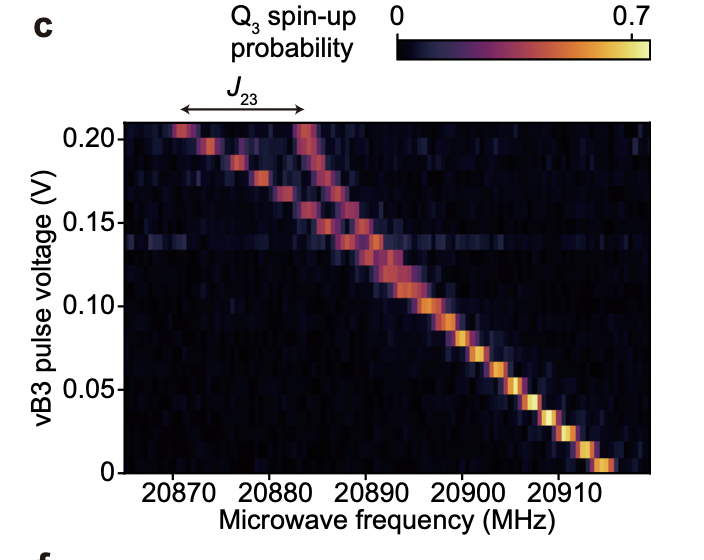 c
Q3 spin-up
probability
0 0.7
J23
vB3 pulse voltage (V)
0.20
0.15
0.10
0.05
0
20870 20880 20890 20900 20910
Microwave frequency (MHz)